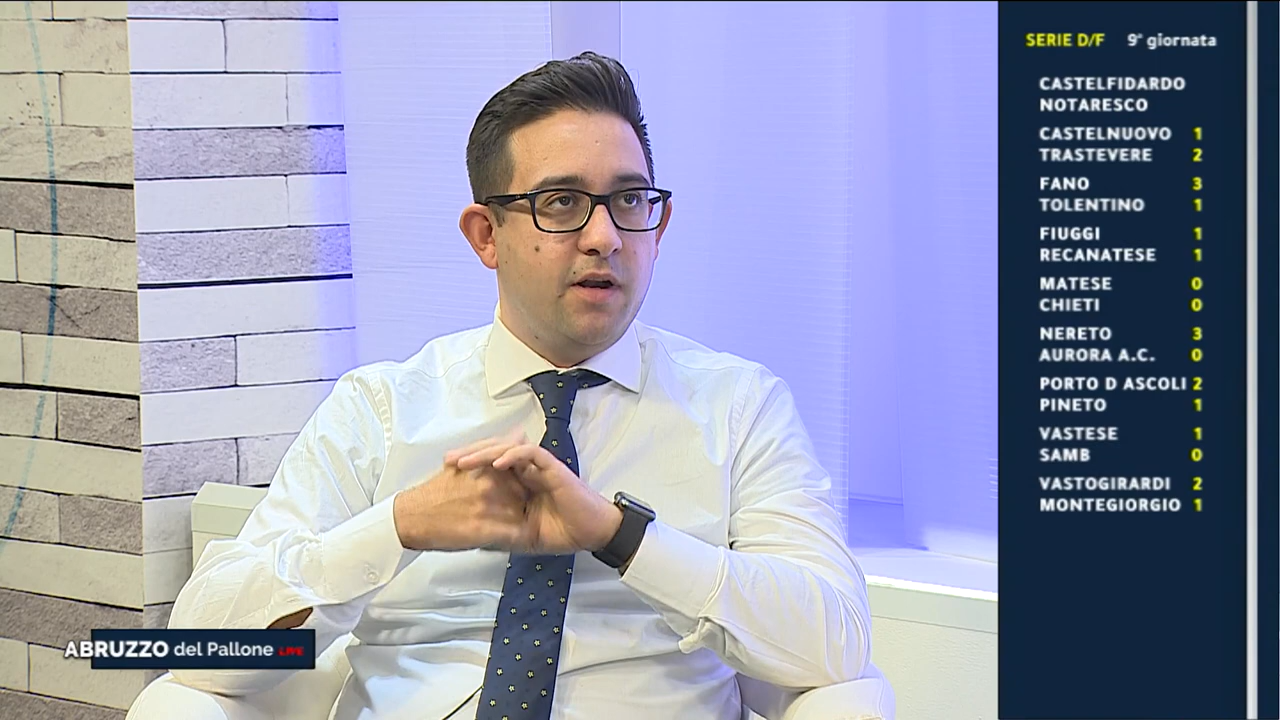 SERIE D/F 9ª giornata
CASTELFIDARDO
NOTARESCO
CASTELNUOVO 1
TRASTEVERE 2
FANO 3
TOLENTINO 1
FIUGGI 1
RECANATESE 1
MATESE 0
CHIETI 0
NERETO 3
AURORA A.C. 0
PORTO D ASCOLI 2
PINETO 1
VASTESE 1
SAMB 0
VASTOGIRARDI 2
MONTEGIORGIO 1
ABRUZZO del Pallone LIVE